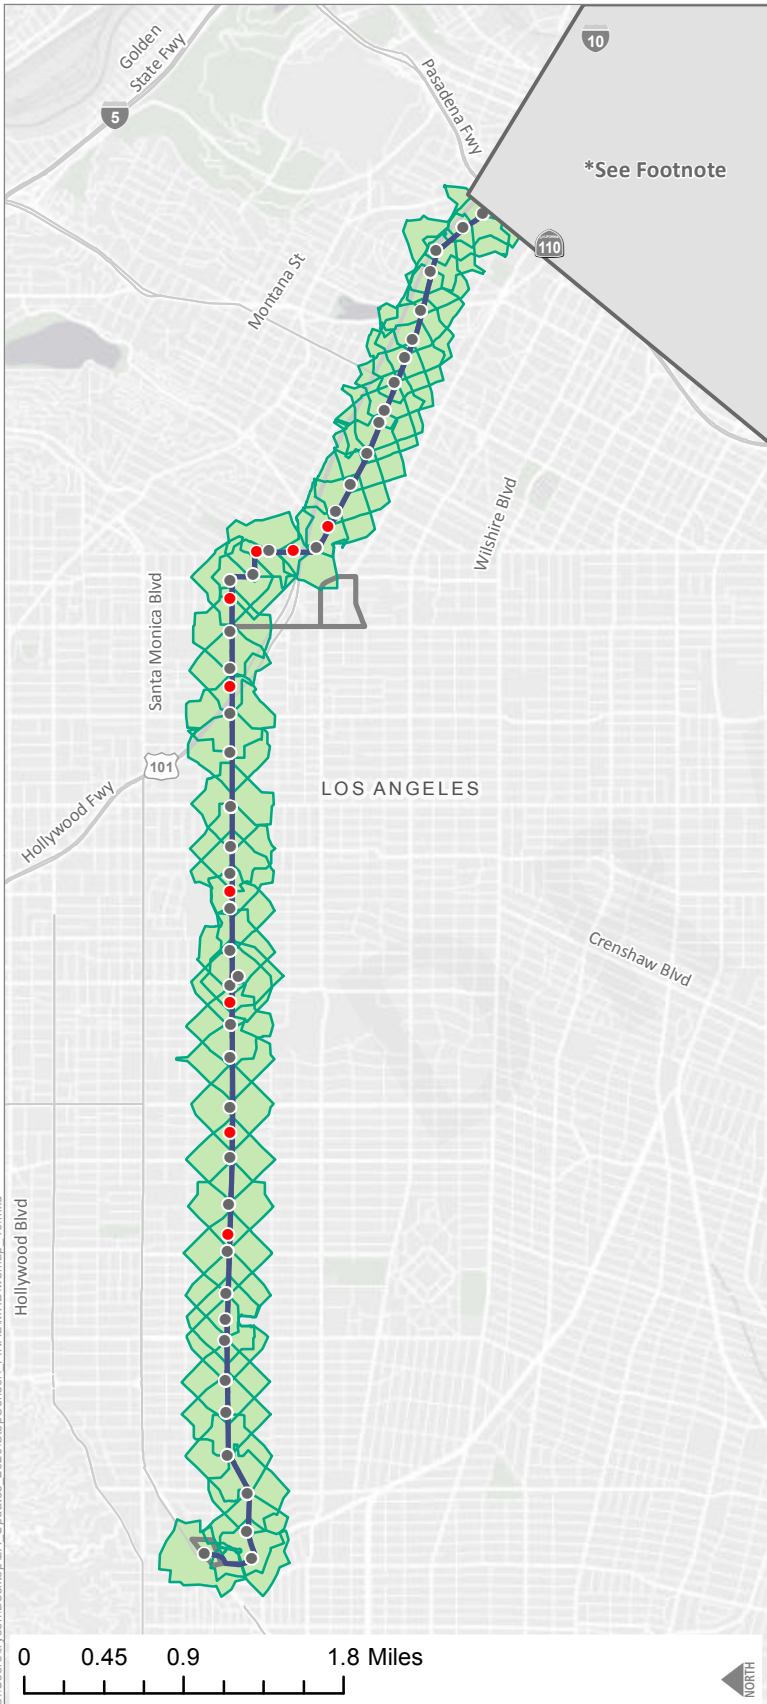 10
Golden
State Fwy
Pasadena Fwy
5
*See Footnote
110
Montana St
Wilshire Blvd
Santa Monica Blvd
101
LOS ANGELES
Hollywood Fwy
Crenshaw Blvd
Hollywood Blvd
0 0.45 0.9 1.8 Miles
NORTH